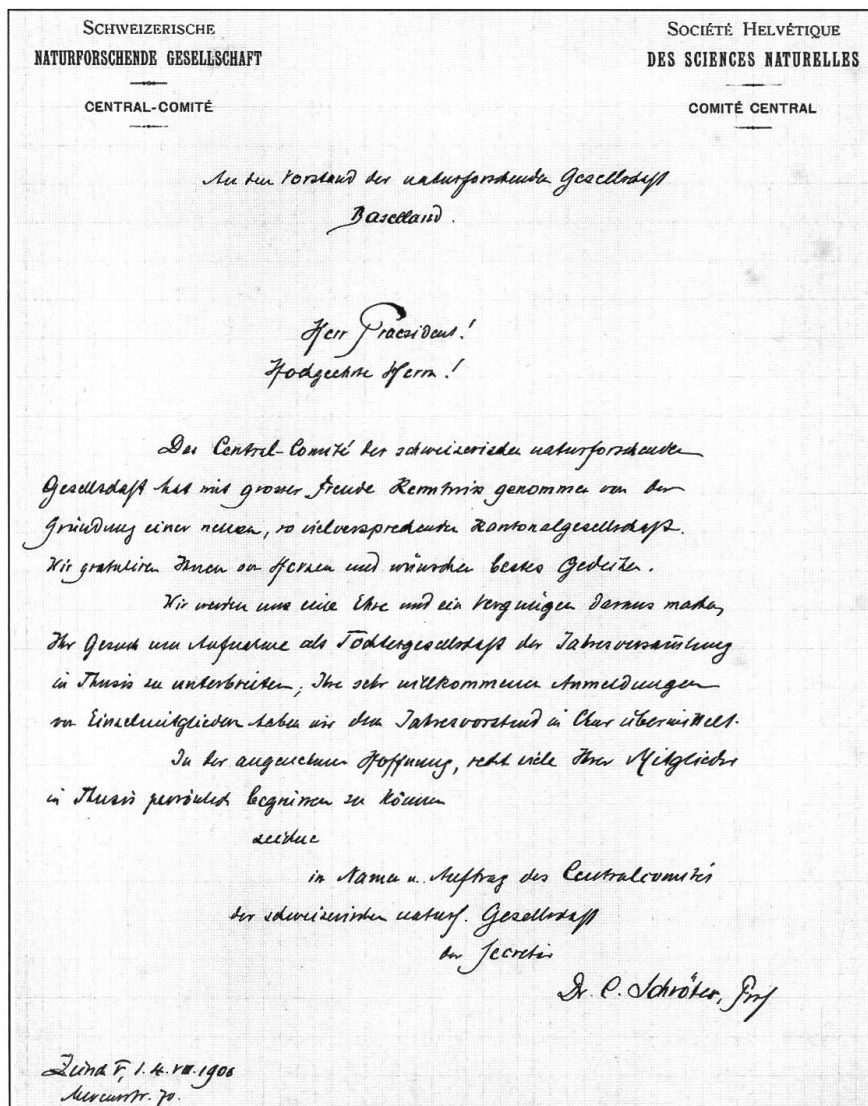 SCHWEIZERISCHE
NATURFORSCHENDE GESELLSCHAFT
CENTRAL-COMITÉ
SOCIÉTÉ HELVÉTIQUE
DES SCIENCES NATURELLES
COMITÉ CENTRAL
An den Vorstand der naturforschenden Gesellschaft
Baselland.
Herr Praesident!
Hochgeehrte Herrn!
Das Central-Comité der schweizerischen naturforschenden
Gesellschaft hat mit grosser Freude Kenntnis genommen von der
Gründung einer neuen, so vielversprechenden Kantonalgesellschaft.
Wir gratuliren Ihnen von Herzen und wünschen bestes Gedeihen.
Wir werden uns eine Ehre und ein Vergnügen daraus machen,
Ihr Gesuch um Aufnahme als Tochtergesellschaft der Jahresversammlung
in Thusis zu unterbreiten; Ihre sehr willkommenen Anmeldungen
von Einzelmitgliedern haben wir dem Jahresvorstand in Chur übermittelt.
In der angenehmen Hoffnung, recht viele Ihrer Mitglieder
in Thusis persönlich begrüssen zu können
zeichne
in Namen u. Auftrag des Centralcomités
der schweizerischen naturf. Gesellschaft
der Secretär
Dr. C. Schröter, Prof
Zürich V, 4. VII. 1900
70.